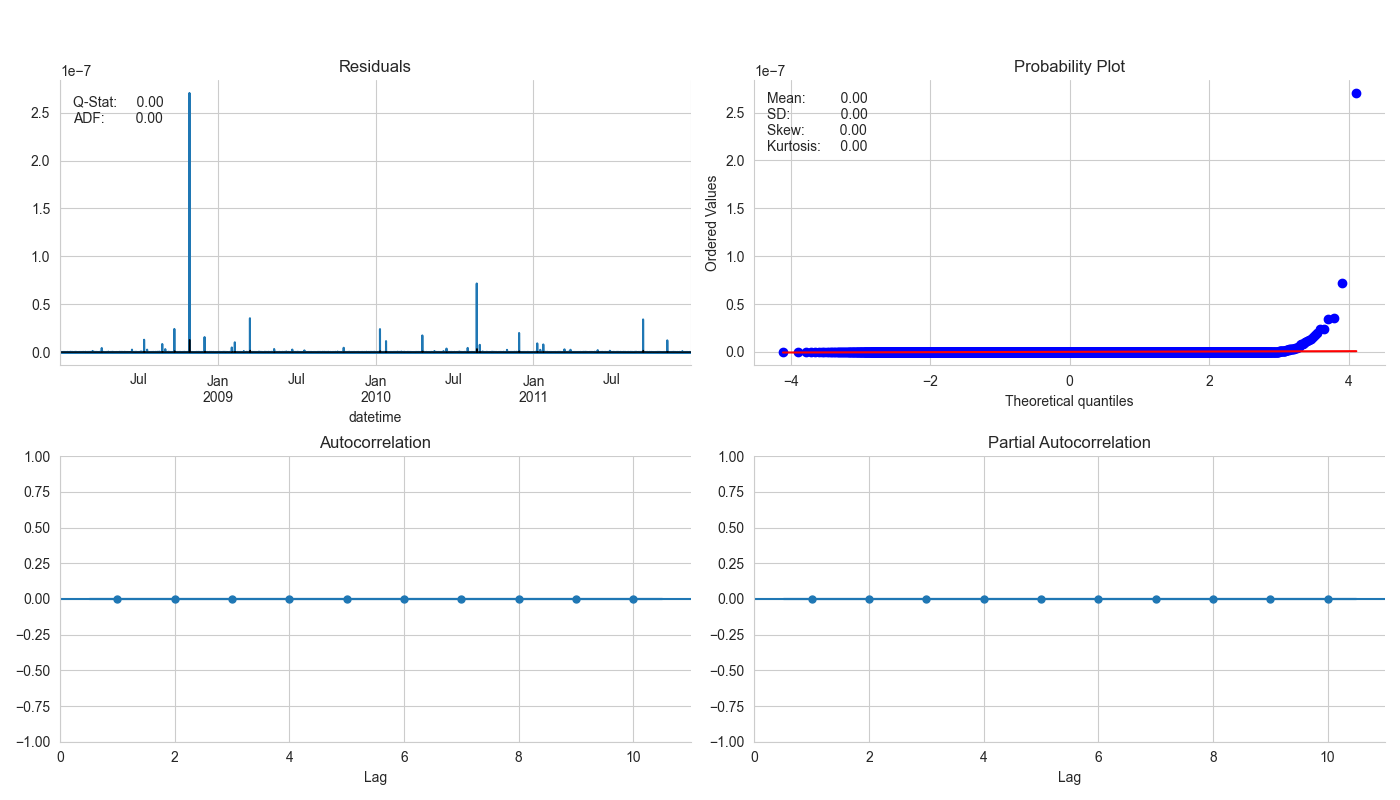 Residuals
1e−7
Q-Stat: 0.00
ADF: 0.00
2.5
2.0
1.5
1.0
0.5
0.0
Jul
Jan
2009
Jul
Jan
2010
Jul
Jan
2011
Jul
datetime
Probability Plot
1e−7
Mean: 0.00
SD: 0.00
Skew: 0.00
Kurtosis: 0.00
Ordered Values
2.5
2.0
1.5
1.0
0.5
0.0
−4 −2 0 2 4
Theoretical quantiles
Autocorrelation
1.00
0.75
0.50
0.25
0.00
−0.25
−0.50
−0.75
−1.00
0 2 4 6 8 10
Lag
Partial Autocorrelation
1.00
0.75
0.50
0.25
0.00
−0.25
−0.50
−0.75
−1.00
0 2 4 6 8 10
Lag